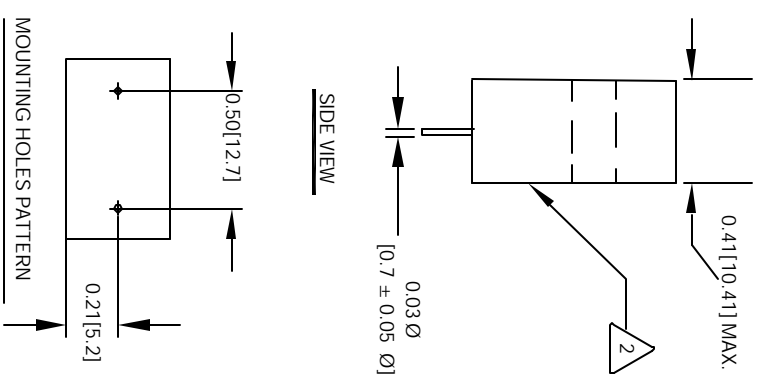 0.41[10.41] MAX.
2
0.03 Ø
[0.7 ± 0.05 Ø]
SIDE VIEW
0.50[12.7]
0.21[5.2]
MOUNTING HOLES PATTERN